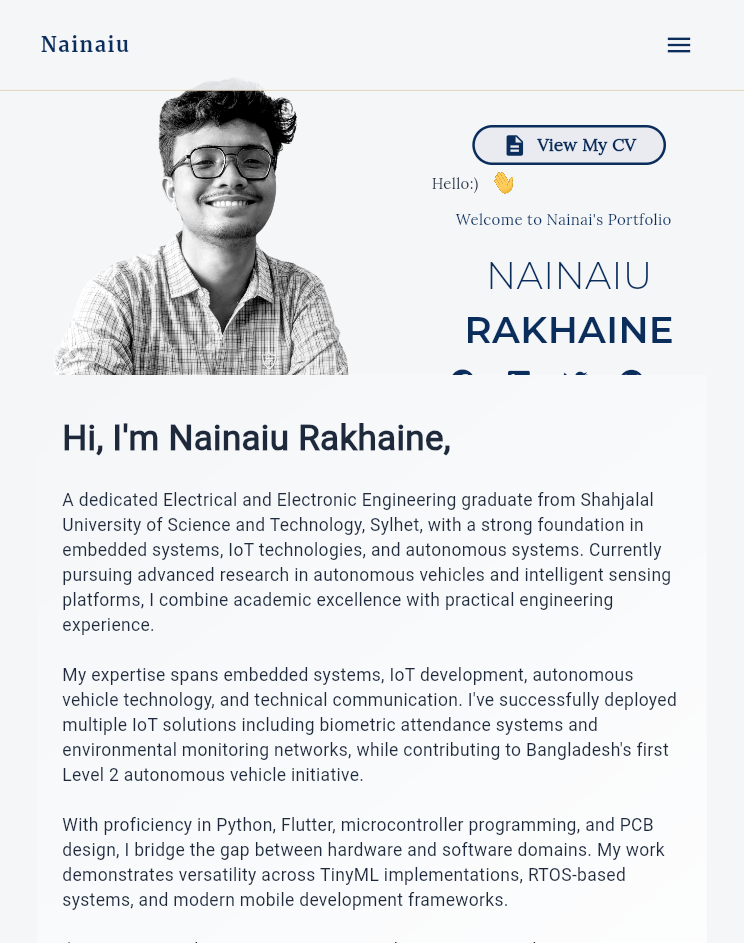 Nainaiu
View My CV
Hello:) 👋
Welcome to Nainai's Portfolio
NAINAIU
RAKHAINE
Hi, I'm Nainaiu Rakhaine,
A dedicated Electrical and Electronic Engineering graduate from Shahjalal
University of Science and Technology, Sylhet, with a strong foundation in
embedded systems, IoT technologies, and autonomous systems. Currently
pursuing advanced research in autonomous vehicles and intelligent sensing
platforms, I combine academic excellence with practical engineering
experience.
My expertise spans embedded systems, IoT development, autonomous
vehicle technology, and technical communication. I've successfully deployed
multiple IoT solutions including biometric attendance systems and
environmental monitoring networks, while contributing to Bangladesh's first
Level 2 autonomous vehicle initiative.
With proficiency in Python, Flutter, microcontroller programming, and PCB
design, I bridge the gap between hardware and software domains. My work
demonstrates versatility across TinyML implementations, RTOS-based
systems, and modern mobile development frameworks.